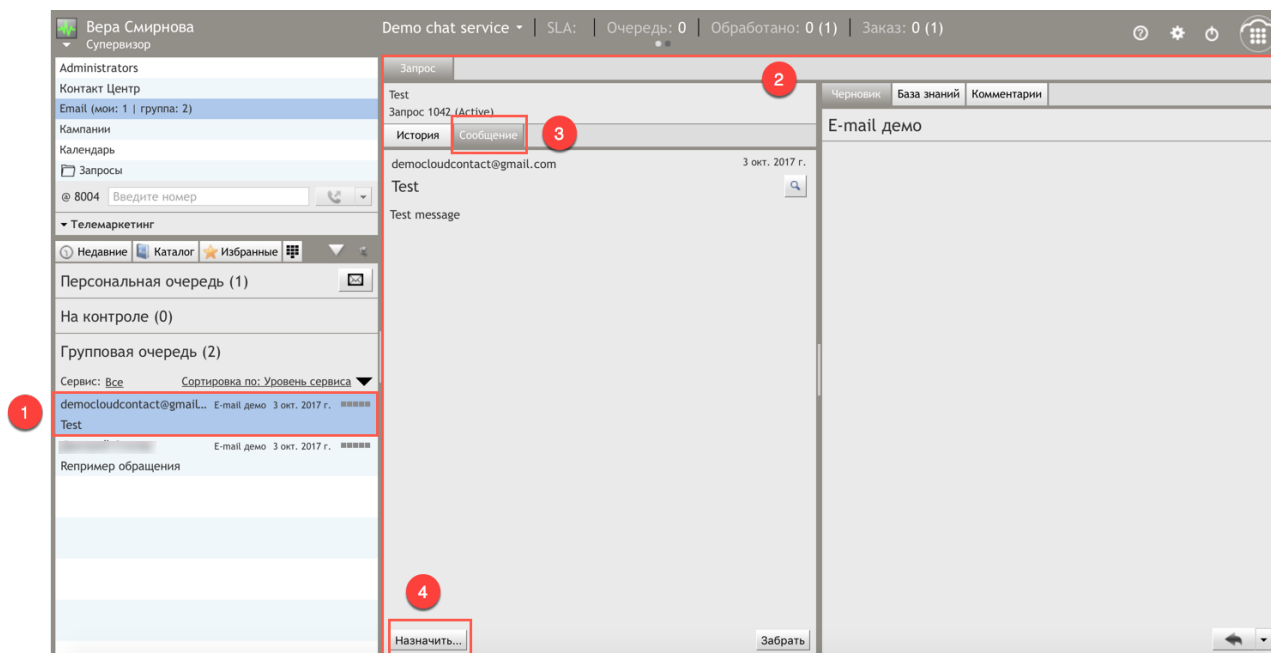 Вера Смирнова
Супервизор
Demo chat service
SLA:
Очередь: 0
Обработано: 0 (1)
Заказ: 0 (1)
Administrators
Контакт Центр
Email (мои: 1 | группа: 2)
Кампании
Календарь
Запросы
@ 8004 Введите номер
Телемаркетинг
Недавние Каталог Избранные
Персональная очередь (1)
На контроле (0)
Групповая очередь (2)
Сервис: Все Сортировка по: Уровень сервиса
1
democloudcontact@gmail... E-mail демо 3 окт. 2017 г.
Test
E-mail демо 3 окт. 2017 г.
Reпример обращения
Запрос
2
Test
Запрос 1042 (Active)
История Сообщение
3
democloudcontact@gmail.com 3 окт. 2017 г.
Test
Test message
4
Назначить... Забрать
Черновик База знаний Комментарии
E-mail демо